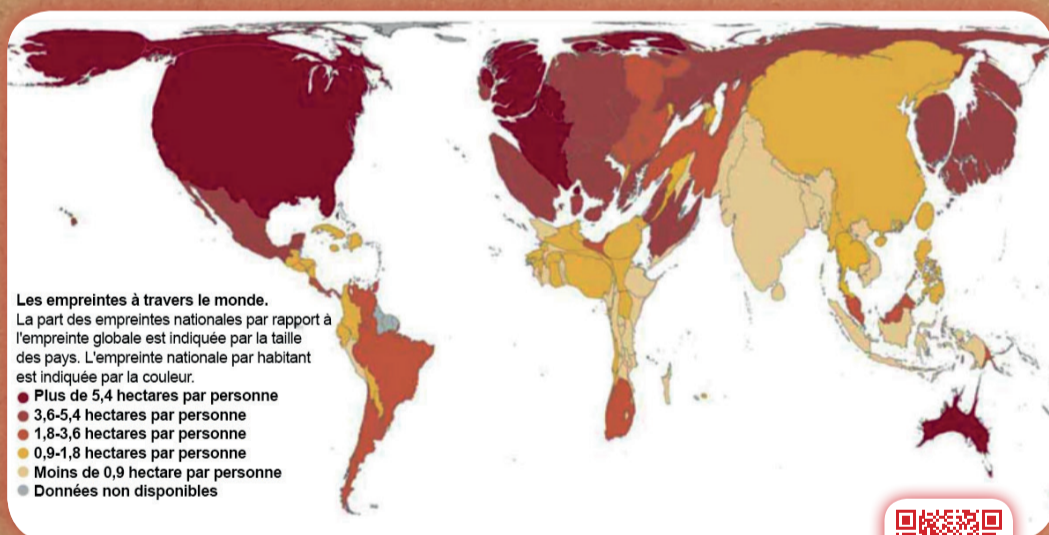 Les empreintes à travers le monde.
La part des empreintes nationales par rapport à
l'empreinte globale est indiquée par la taille
des pays. L'empreinte nationale par habitant
est indiquée par la couleur.
Plus de 5,4 hectares par personne
3,6-5,4 hectares par personne
1,8-3,6 hectares par personne
0,9-1,8 hectares par personne
Moins de 0,9 hectare par personne
Données non disponibles